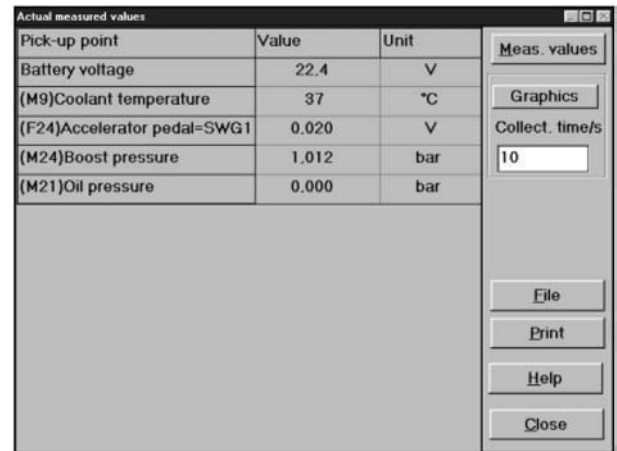 Actual measured values
Pick-up point Value Unit
Battery voltage 22.4 V
(M9)Coolant temperature 37 °C
(F24)Accelerator pedal=SWG1 0.020 V
(M24)Boost pressure 1.012 bar
(M21)Oil pressure 0.000 bar
Meas. values
Graphics
Collect. time/s
10
File
Print
Help
Close